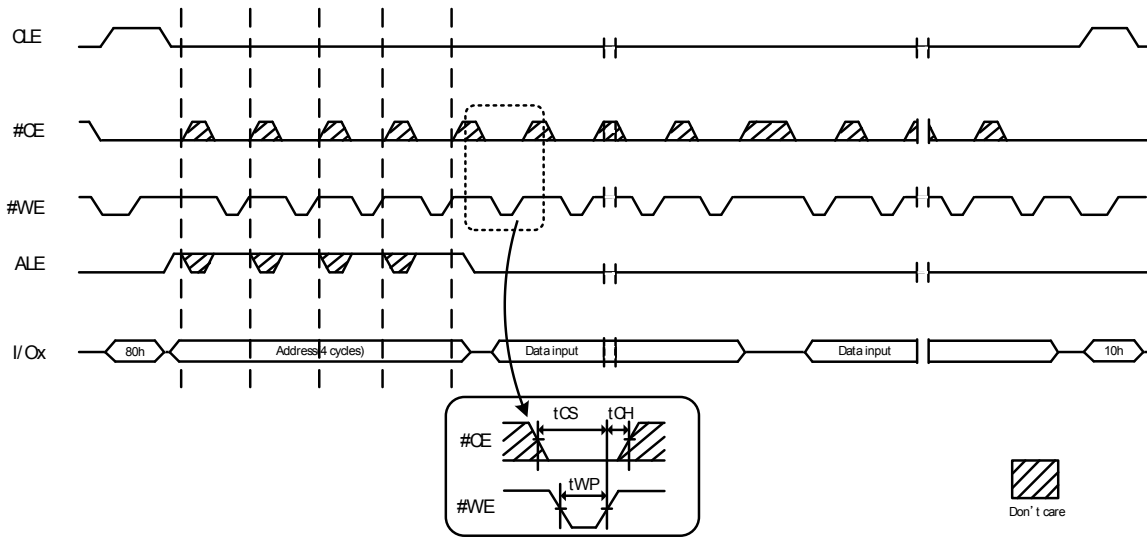 CLE
#CE
#WE
ALE
I/Ox
80h
Address(4 cycles)
Data input
Data input
10h
tCS
tCH
#CE
tWP
#WE
Don't care